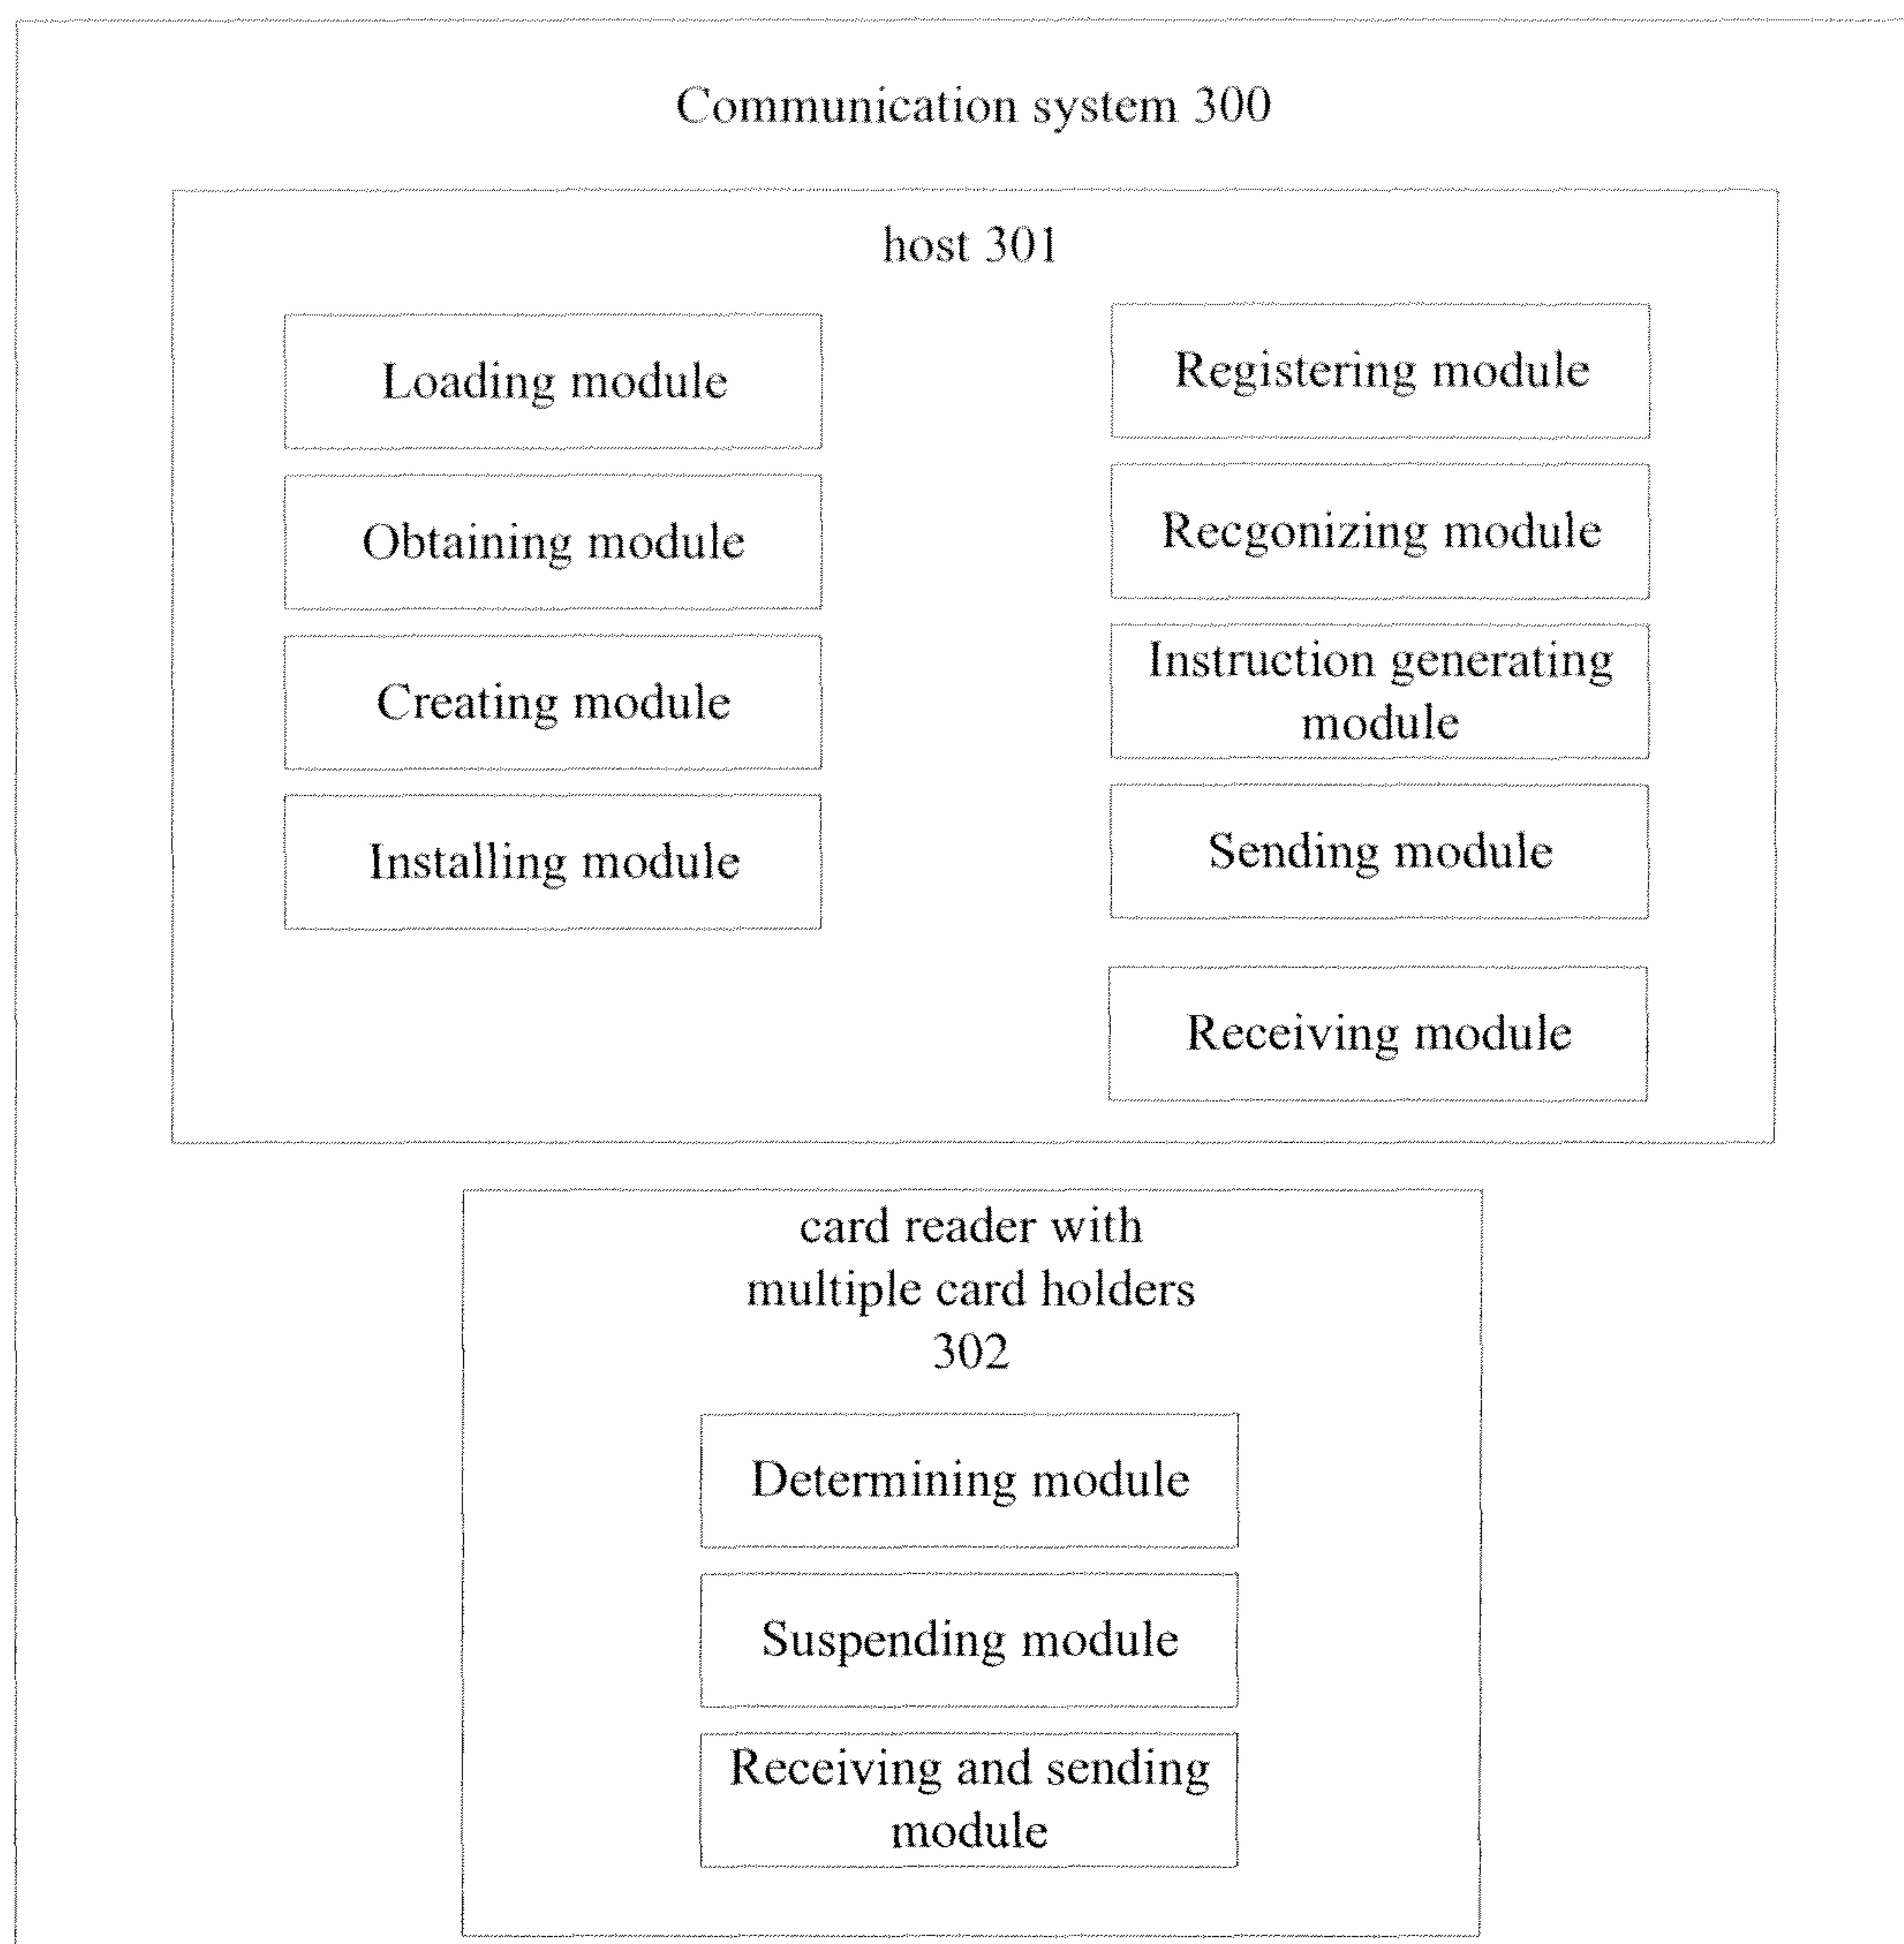 Communication system 300
host 301
Loading module
Obtaining module
Creating module
Installing module
Registering module
Recgonizing module
Instruction generating
module
Sending module
Receiving module
card reader with
multiple card holders
302
Determining module
Suspending module
Receiving and sending
module